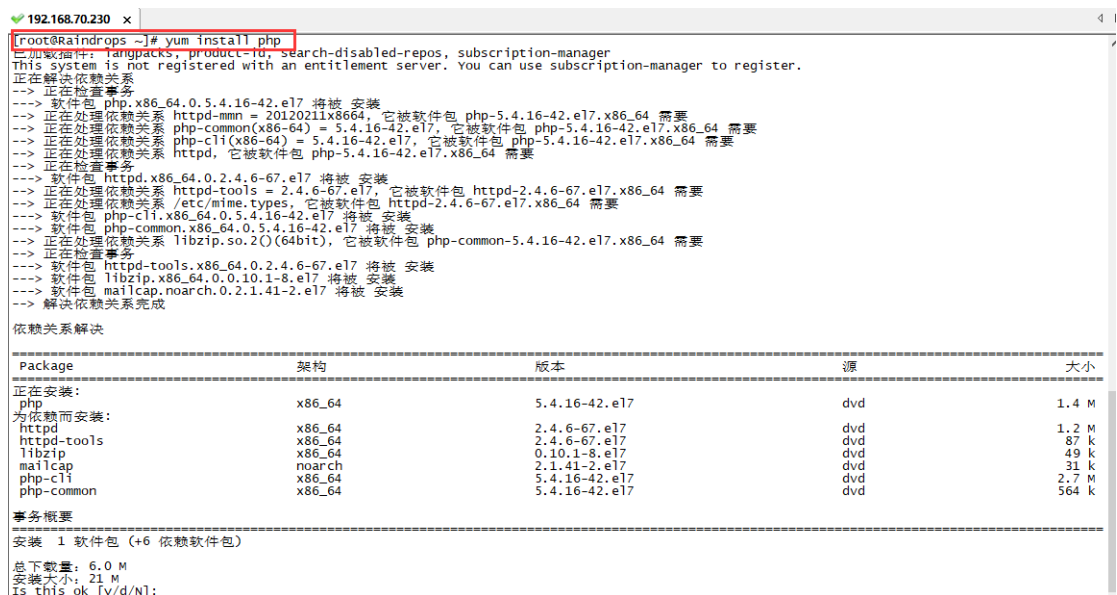 192.168.70.230 ×
[root@Raindrops ~]# yum install php
已加载插件：langpacks, product-id, search-disabled-repos, subscription-manager
This system is not registered with an entitlement server. You can use subscription-manager to register.
正在解决依赖关系
--> 正在检查事务
---> 软件包 php.x86_64.0.5.4.16-42.el7 将被 安装
--> 正在处理依赖关系 httpd-mmn = 20120211x8664，它被软件包 php-5.4.16-42.el7.x86_64 需要
--> 正在处理依赖关系 php-common(x86-64) = 5.4.16-42.el7，它被软件包 php-5.4.16-42.el7.x86_64 需要
--> 正在处理依赖关系 php-cli(x86-64) = 5.4.16-42.el7，它被软件包 php-5.4.16-42.el7.x86_64 需要
--> 正在处理依赖关系 httpd，它被软件包 php-5.4.16-42.el7.x86_64 需要
--> 正在检查事务
---> 软件包 httpd.x86_64.0.2.4.6-67.el7 将被 安装
--> 正在处理依赖关系 httpd-tools = 2.4.6-67.el7，它被软件包 httpd-2.4.6-67.el7.x86_64 需要
--> 正在处理依赖关系 /etc/mime.types，它被软件包 httpd-2.4.6-67.el7.x86_64 需要
---> 软件包 php-cli.x86_64.0.5.4.16-42.el7 将被 安装
---> 软件包 php-common.x86_64.0.5.4.16-42.el7 将被 安装
--> 正在处理依赖关系 libzip.so.2()(64bit)，它被软件包 php-common-5.4.16-42.el7.x86_64 需要
--> 正在检查事务
---> 软件包 httpd-tools.x86_64.0.2.4.6-67.el7 将被 安装
---> 软件包 libzip.x86_64.0.0.10.1-8.el7 将被 安装
---> 软件包 mailcap.noarch.0.2.1.41-2.el7 将被 安装
--> 解决依赖关系完成
依赖关系解决
Package 架构 版本 源 大小
正在安装:
php x86_64 5.4.16-42.el7 dvd 1.4 M
为依赖而安装:
httpd x86_64 2.4.6-67.el7 dvd 1.2 M
httpd-tools x86_64 2.4.6-67.el7 dvd 87 k
libzip x86_64 0.10.1-8.el7 dvd 49 k
mailcap noarch 2.1.41-2.el7 dvd 31 k
php-cli x86_64 5.4.16-42.el7 dvd 2.7 M
php-common x86_64 5.4.16-42.el7 dvd 564 k
事务概要
安装 1 软件包 (+6 依赖软件包)
总下载量：6.0 M
安装大小：21 M
Is this ok [y/d/N]: